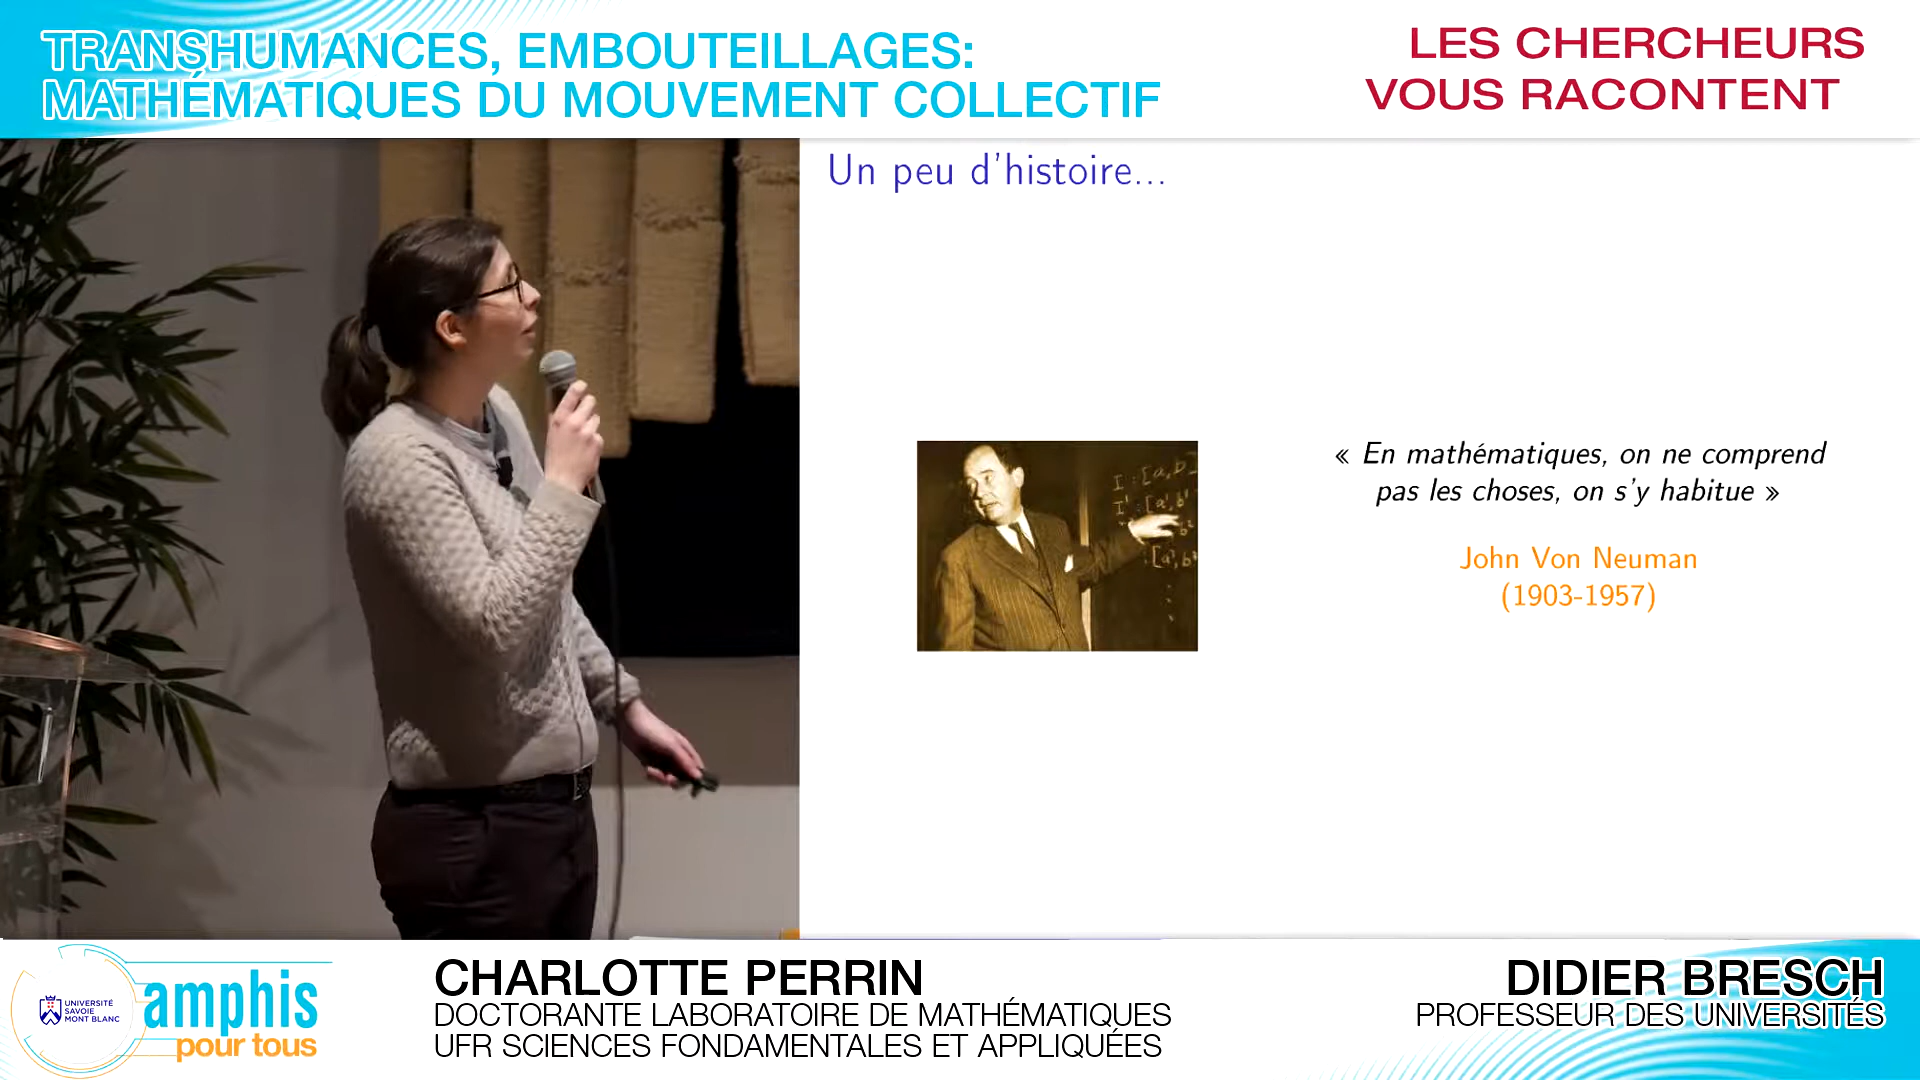 TRANSHUMANCES, EMBOUTEILLAGES:
MATHÉMATIQUES DU MOUVEMENT COLLECTIF
LES CHERCHEURS
VOUS RACONTENT
Un peu d'histoire...
I : [a, b]
I' : [a', b']
« En mathématiques, on ne comprend
pas les choses, on s'y habitue »
John Von Neuman
(1903-1957)
UNIVERSITÉ
SAVOIE
MONT BLANC
amphis
pour tous
CHARLOTTE PERRIN
DOCTORANTE LABORATOIRE DE MATHÉMATIQUES
UFR SCIENCES FONDAMENTALES ET APPLIQUÉES
DIDIER BRESCH
PROFESSEUR DES UNIVERSITÉS